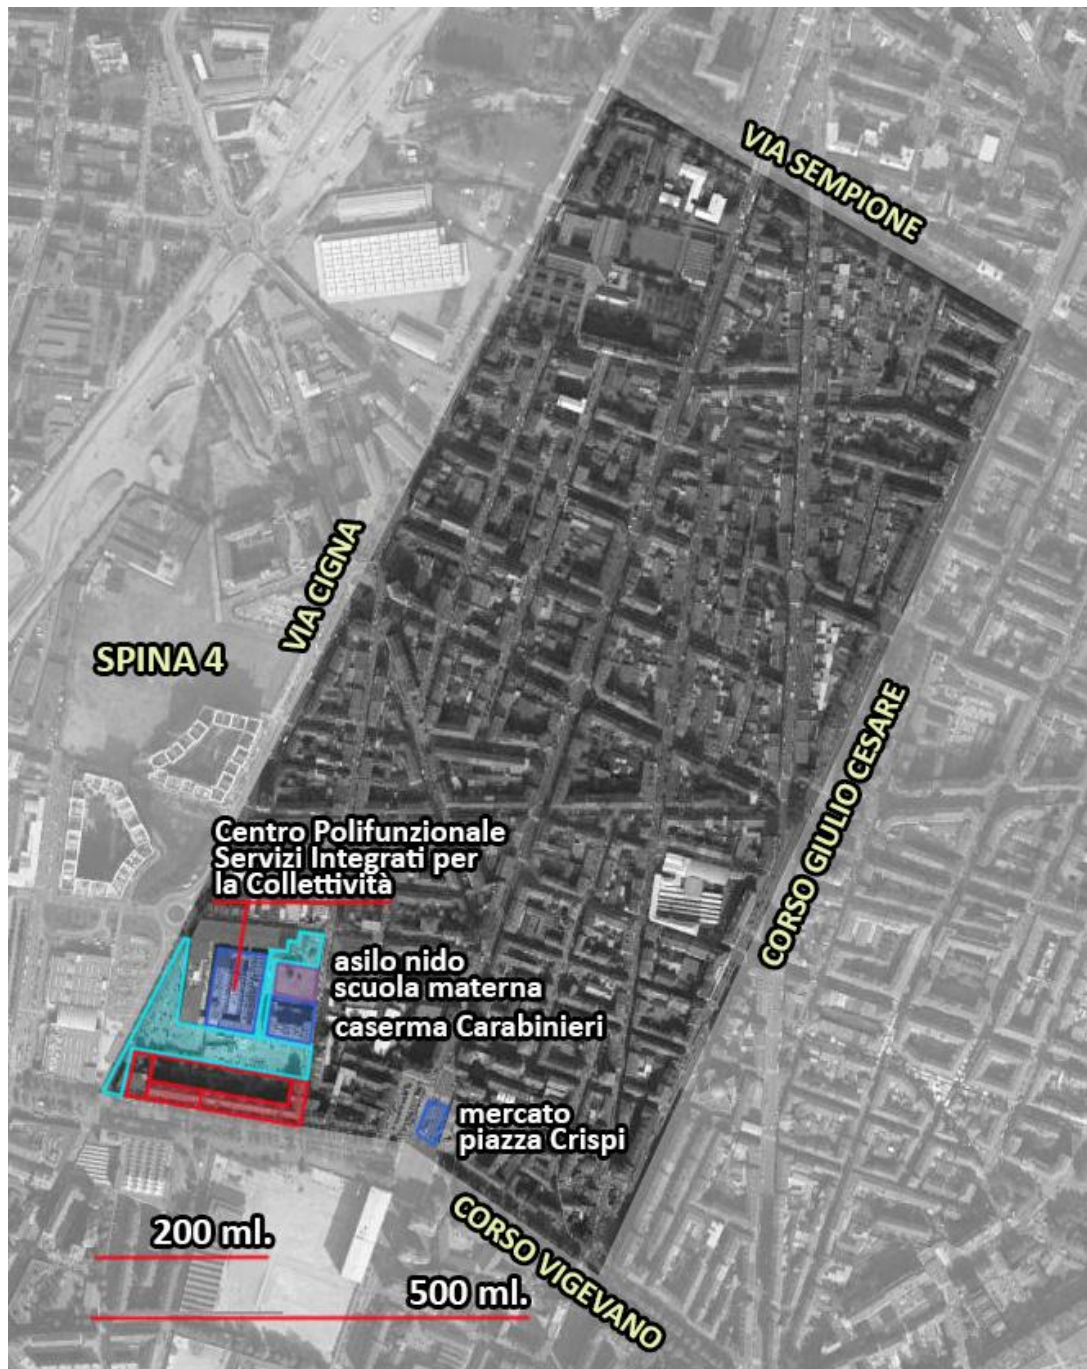 VIA SEMPIONE
VIA CIGNA
SPINA 4
CORSO GIULIO CESARE
Centro Polifunzionale
Servizi Integrati per
la Collettività
asilo nido
scuola materna
caserma Carabinieri
mercato
piazza Crispi
CORSO VIGEVANO
200 ml.
500 ml.